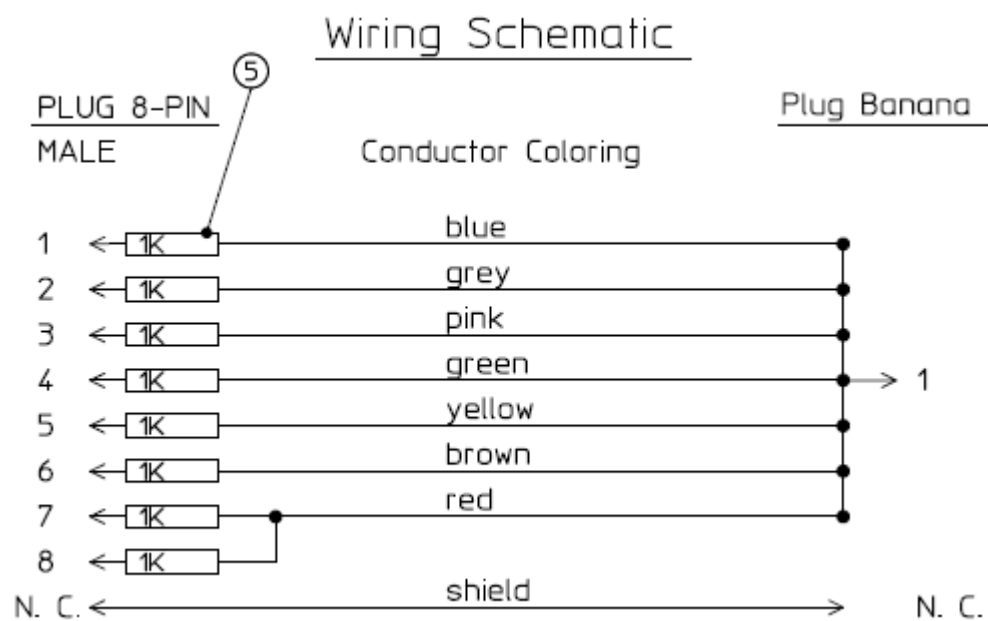 Wiring Schematic
5
PLUG 8-PIN
Plug Banana
MALE
Conductor Coloring
1 1K blue
2 1K grey
3 1K pink
4 1K green 1
5 1K yellow
6 1K brown
7 1K red
8 1K
N. C. shield N. C.